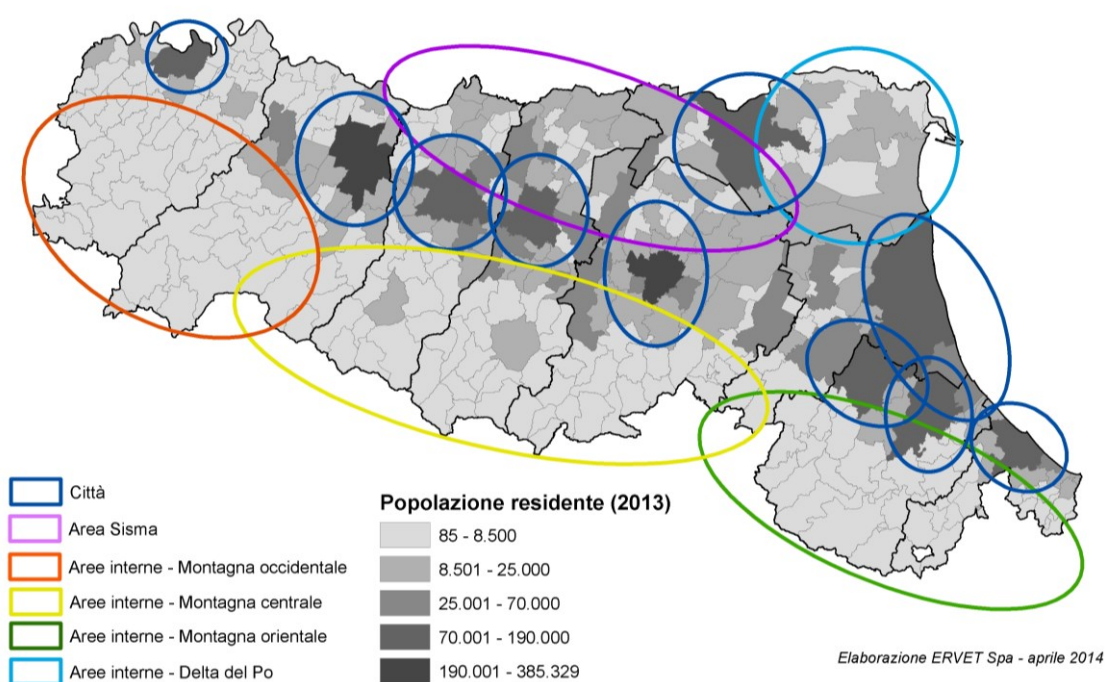 Città
Area Sisma
Aree interne - Montagna occidentale
Aree interne - Montagna centrale
Aree interne - Montagna orientale
Aree interne - Delta del Po
Popolazione residente (2013)
85 - 8.500
8.501 - 25.000
25.001 - 70.000
70.001 - 190.000
190.001 - 385.329
Elaborazione ERVET Spa - aprile 2014